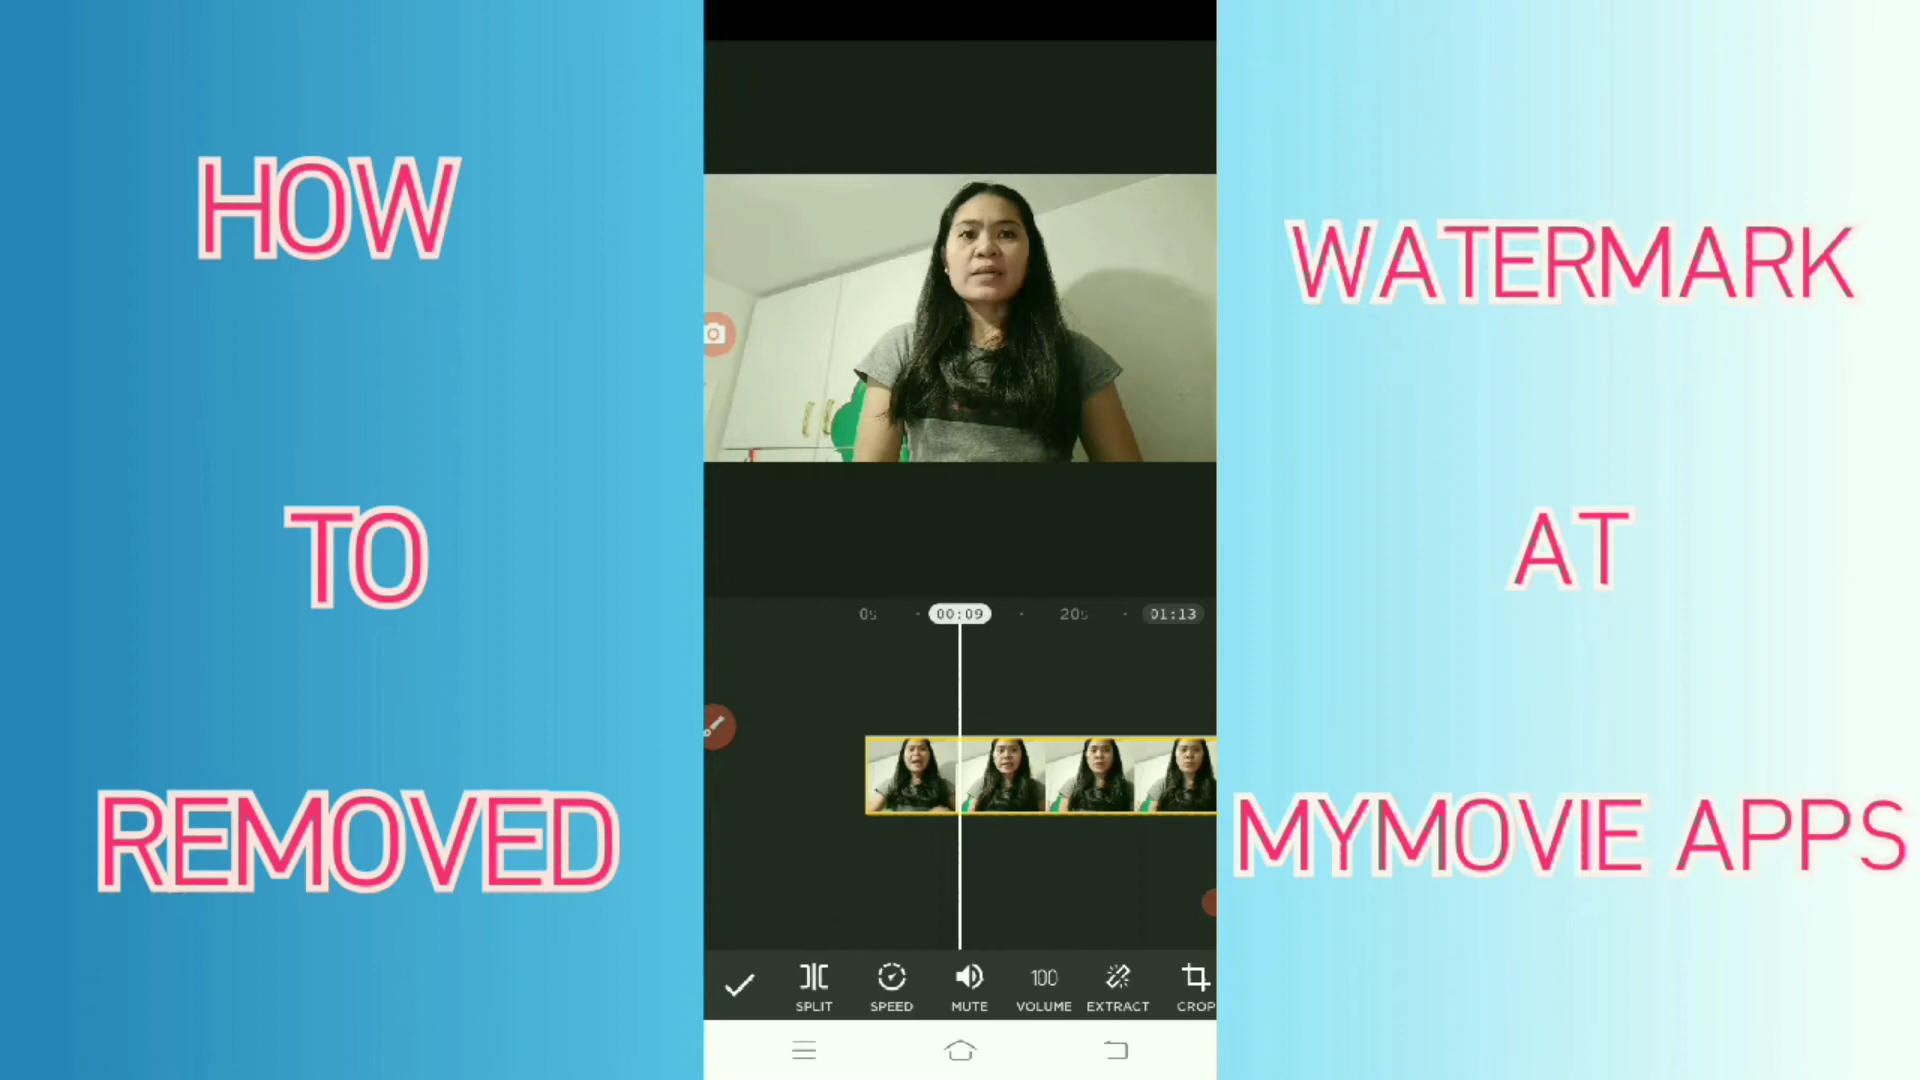 HOW
TO
REMOVED
WATERMARK
AT
MYMOVIE APPS
0s 00:09 20s 01:13
100
SPLIT SPEED MUTE VOLUME EXTRACT CROP